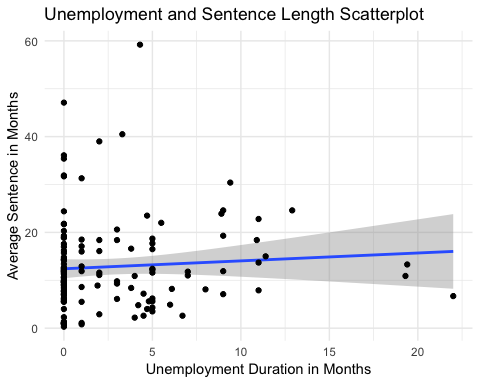 Unemployment and Sentence Length Scatterplot
60
40
20
0
Average Sentence in Months
0 5 10 15 20
Unemployment Duration in Months